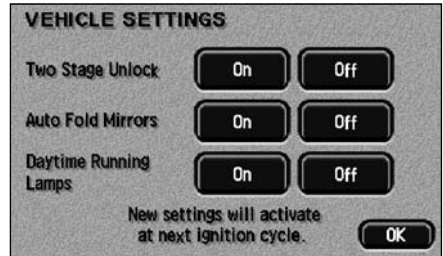 VEHICLE SETTINGS
Two Stage Unlock On Off
Auto Fold Mirrors On Off
Daytime Running
Lamps On Off
New settings will activate
at next ignition cycle. OK